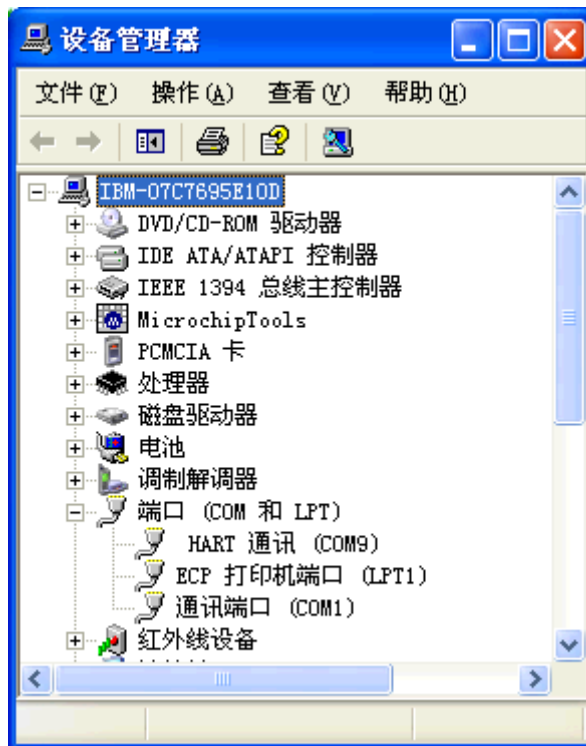 设备管理器
文件(F) 操作(A) 查看(V) 帮助(H)
IBM-07C7695E10D
DVD/CD-ROM 驱动器
IDE ATA/ATAPI 控制器
IEEE 1394 总线主控制器
MicrochipTools
PCMCIA 卡
处理器
磁盘驱动器
电池
调制解调器
端口 (COM 和 LPT)
HART 通讯 (COM9)
ECP 打印机端口 (LPT1)
通讯端口 (COM1)
红外线设备